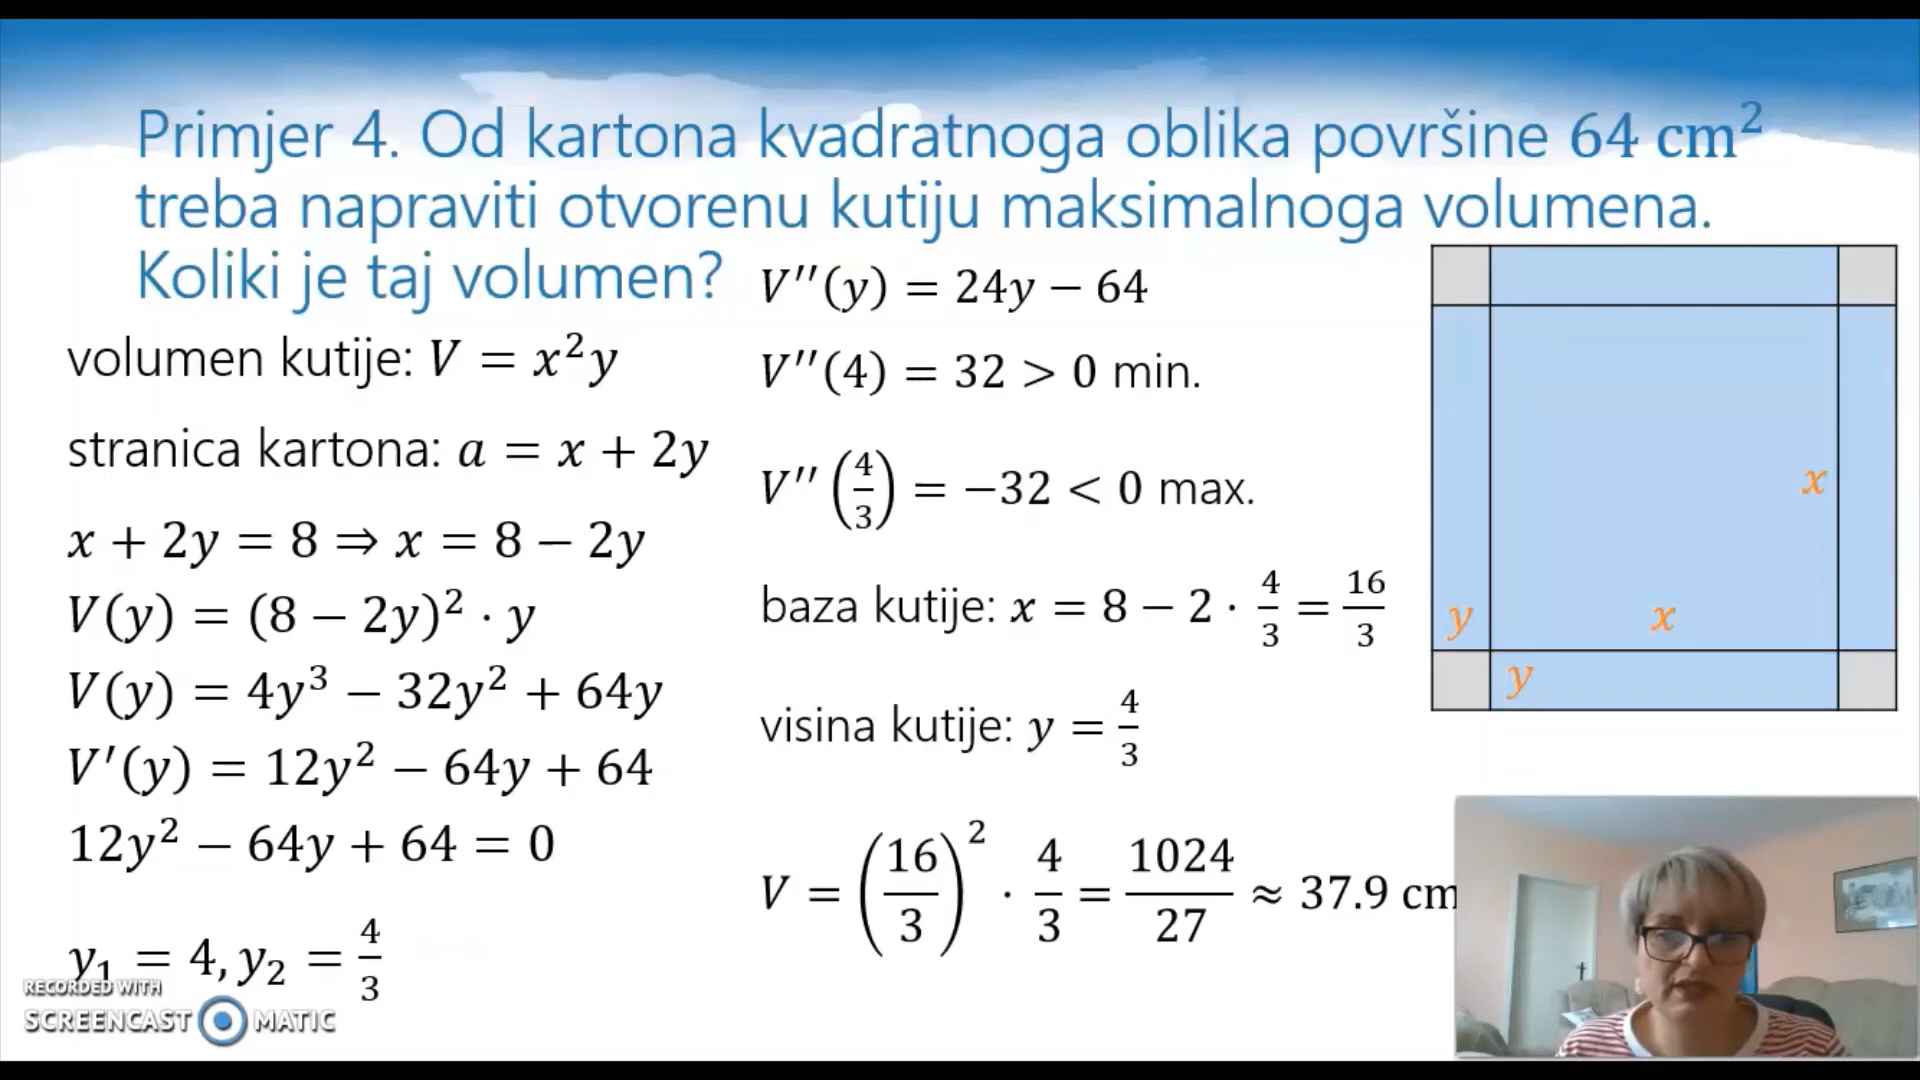 Primjer 4. Od kartona kvadratnoga oblika površine 64 cm²
treba napraviti otvorenu kutiju maksimalnoga volumena.
Koliki je taj volumen?
volumen kutije: V = x²y
stranica kartona: a = x + 2y
x + 2y = 8 ⇒ x = 8 − 2y
V(y) = (8 − 2y)² · y
V(y) = 4y³ − 32y² + 64y
V′(y) = 12y² − 64y + 64
12y² − 64y + 64 = 0
y₁ = 4, y₂ = 4/3
V″(y) = 24y − 64
V″(4) = 32 > 0 min.
V″(4/3) = −32 < 0 max.
baza kutije: x = 8 − 2 · 4/3 = 16/3
visina kutije: y = 4/3
V = (16/3)² · 4/3 = 1024/27 ≈ 37.9 cm
x
y
x
y
RECORDED WITH
SCREENCAST MATIC